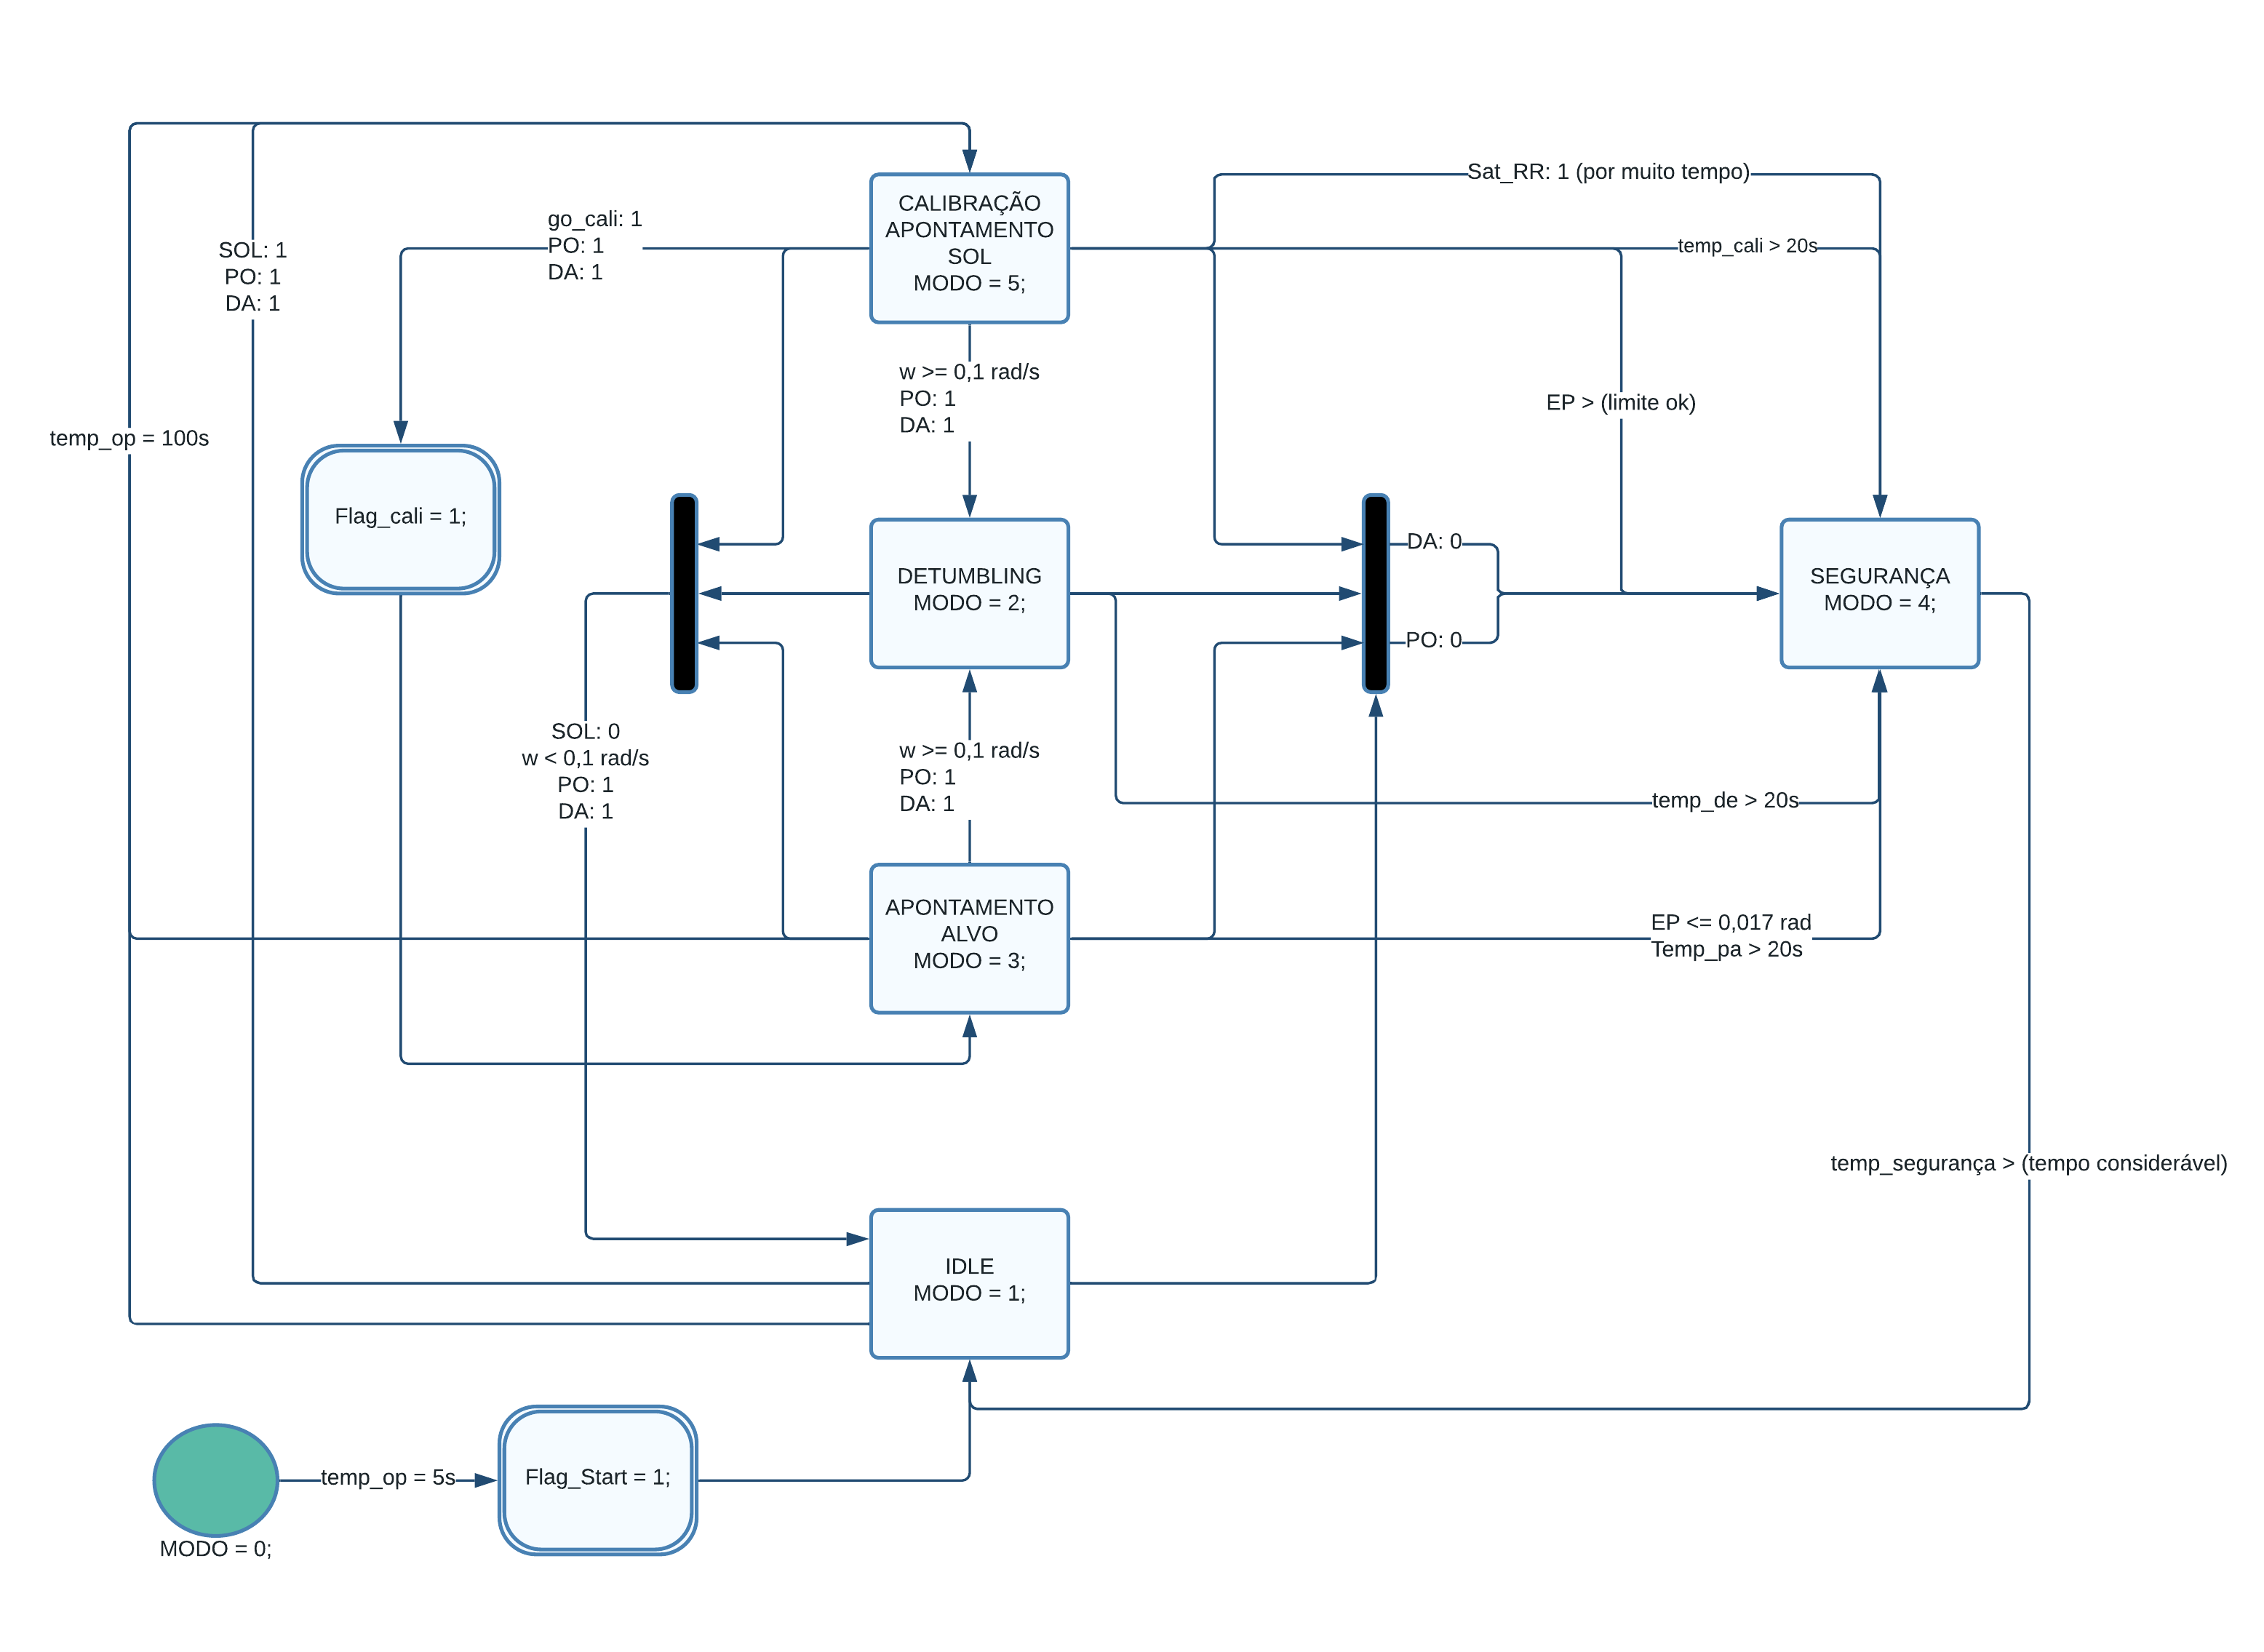 Sat_RR: 1 (por muito tempo)
CALIBRAÇÃO
APONTAMENTO
SOL
MODO = 5;
go_cali: 1
PO: 1
DA: 1
SOL: 1
PO: 1
DA: 1
temp_cali > 20s
w >= 0,1 rad/s
PO: 1
DA: 1
EP > (limite ok)
temp_op = 100s
Flag_cali = 1;
DETUMBLING
MODO = 2;
DA: 0
PO: 0
SEGURANÇA
MODO = 4;
SOL: 0
w < 0,1 rad/s
PO: 1
DA: 1
w >= 0,1 rad/s
PO: 1
DA: 1
temp_de > 20s
APONTAMENTO
ALVO
MODO = 3;
EP <= 0,017 rad
Temp_pa > 20s
temp_segurança > (tempo considerável)
IDLE
MODO = 1;
temp_op = 5s
Flag_Start = 1;
MODO = 0;